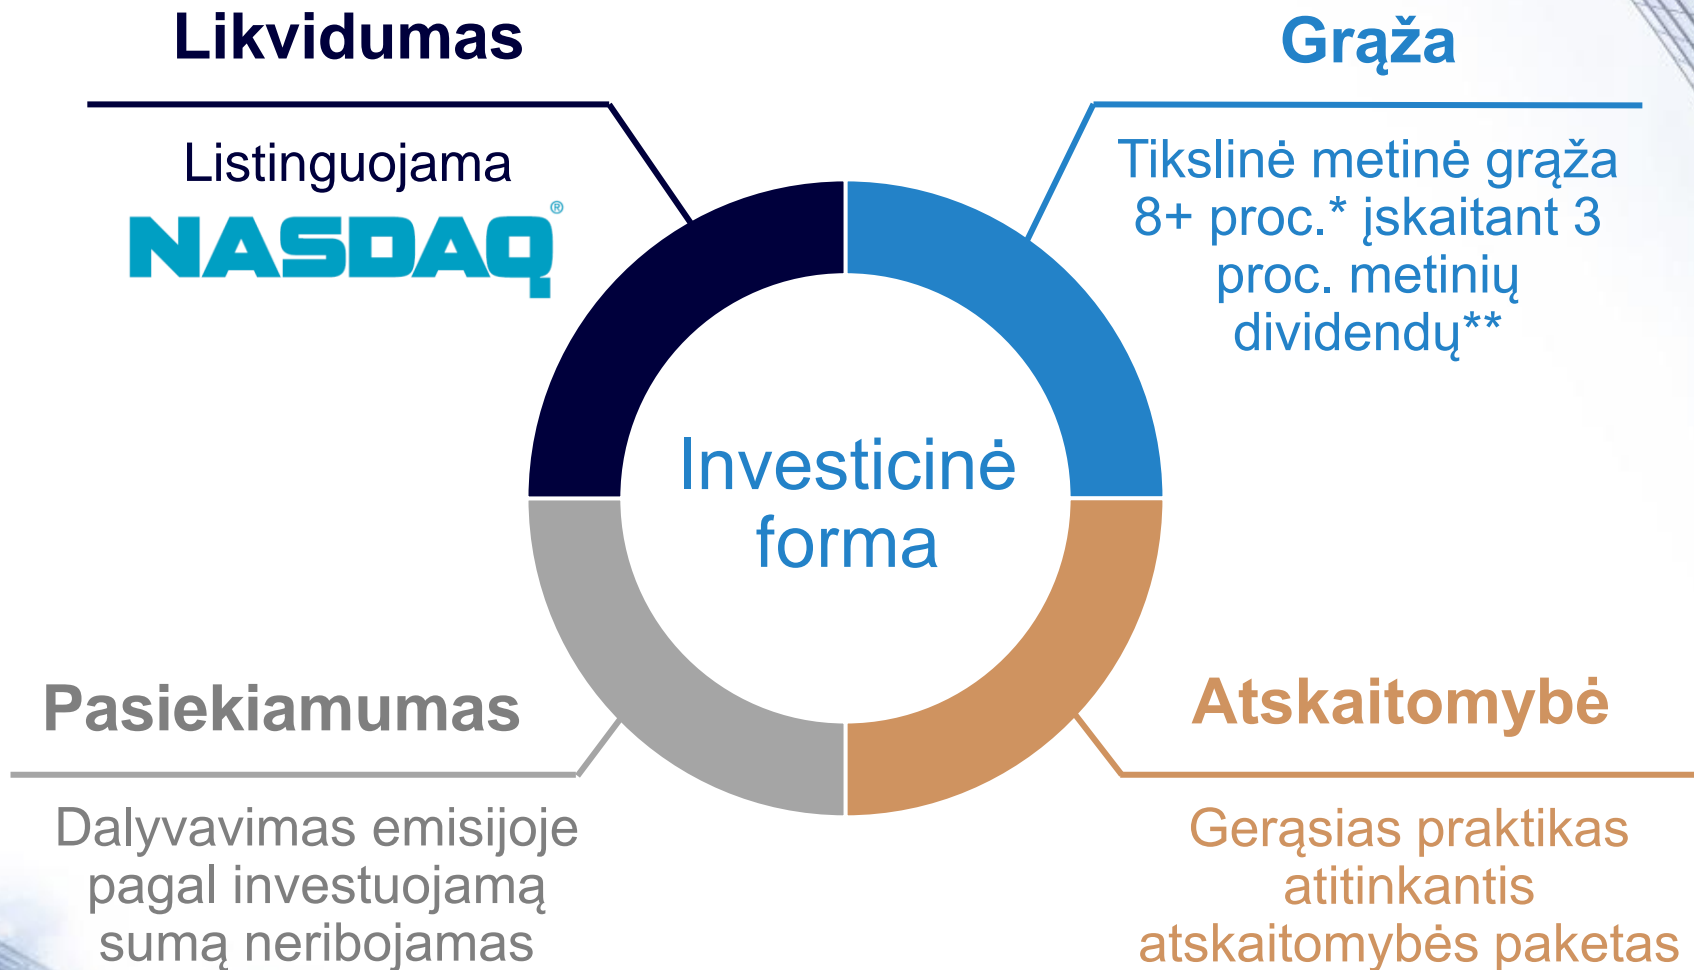 Likvidumas
Listinguojama
NASDAQ®
Grąža
Tikslinė metinė grąža
8+ proc.* įskaitant 3
proc. metinių
dividendų**
Investicinė
forma
Pasiekiamumas
Dalyvavimas emisijoje
pagal investuojamą
sumą neribojamas
Atskaitomybė
Gerąsias praktikas
atitinkantis
atskaitomybės paketas